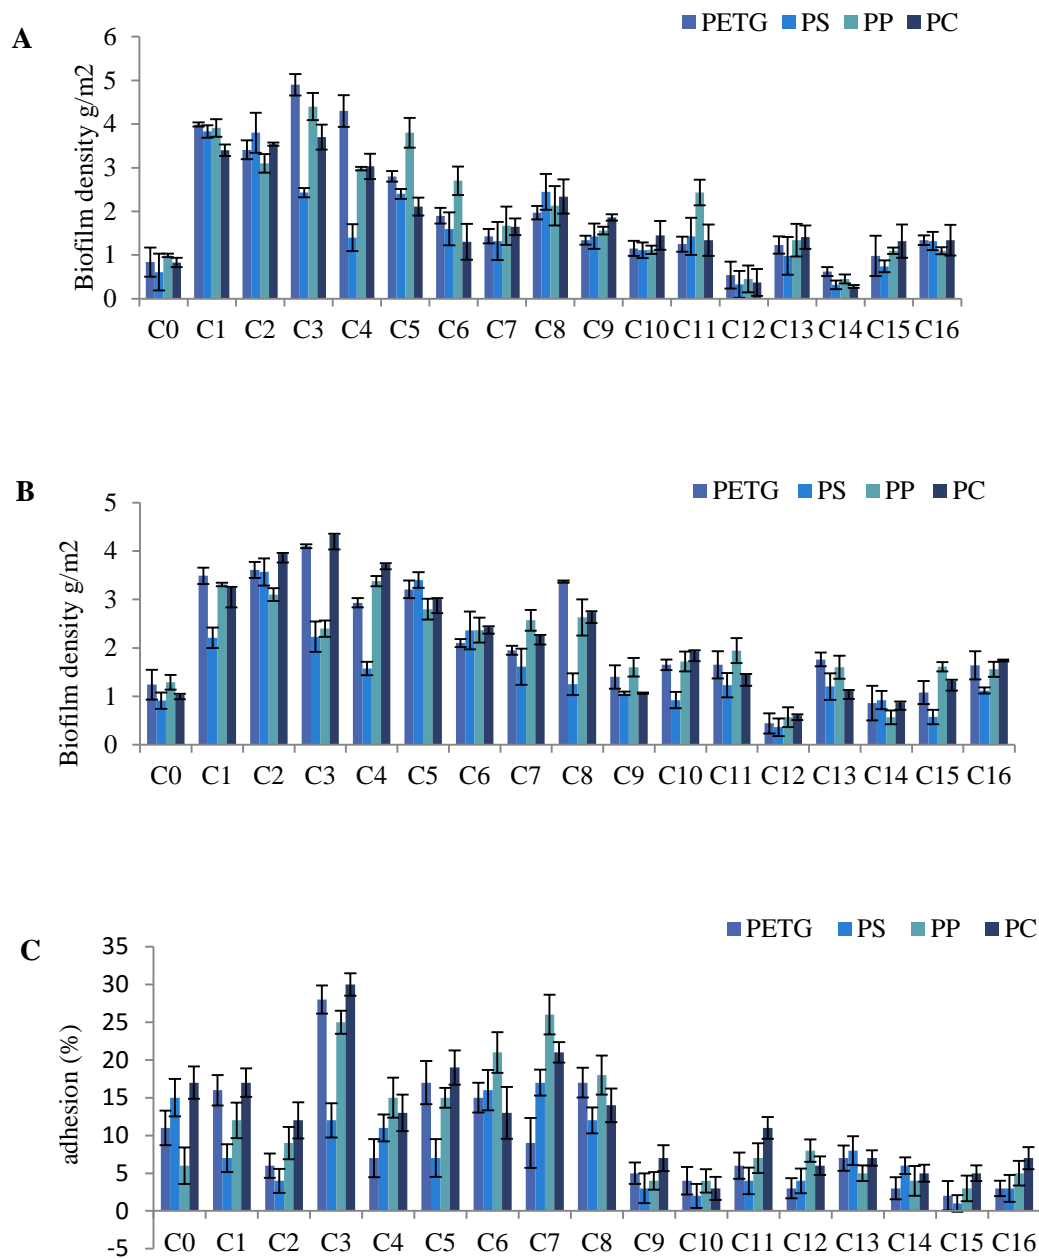 PETG PS PP PC
A
Biofilm density g/m2
6
5
4
3
2
1
0
C0 C1 C2 C3 C4 C5 C6 C7 C8 C9 C10 C11 C12 C13 C14 C15 C16
B
PETG PS PP PC
Biofilm density g/m2
5
4
3
2
1
0
C0 C1 C2 C3 C4 C5 C6 C7 C8 C9 C10 C11 C12 C13 C14 C15 C16
PETG PS PP PC
C
adhesion (%)
35
30
25
20
15
10
5
0
-5
C0 C1 C2 C3 C4 C5 C6 C7 C8 C9 C10 C11 C12 C13 C14 C15 C16